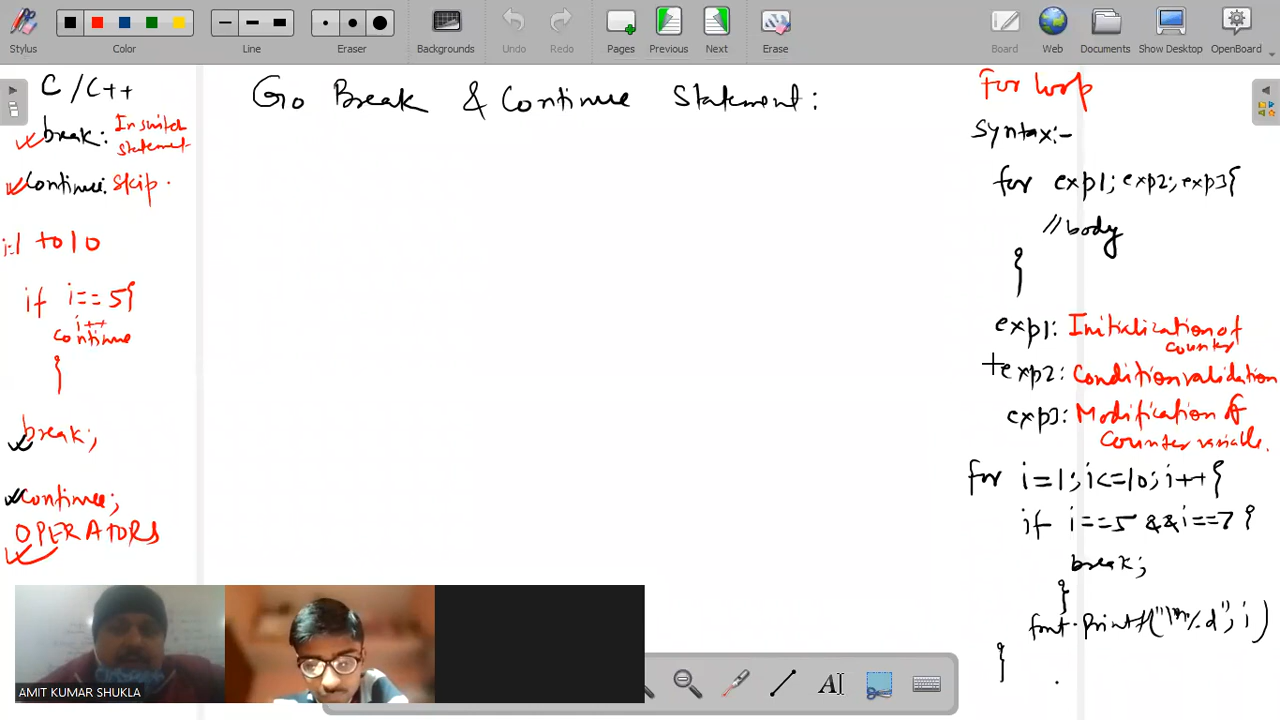 Stylus
Color
Line
Eraser
Backgrounds
Undo
Redo
Pages
Previous
Next
Erase
Board
Web
Documents
Show Desktop
OpenBoard
C / C++
break: In switch
statement
Continue: Skip.
i=1 to 10
if i==5{
i++
continue
}
break;
continue;
OPERATORS
Go Break & Continue Statement:
For loop
Syntax:-
for exp1; exp2; exp3{
//body
}
exp1: Initialization of
counter
exp2: Condition validation
exp3: Modification of
Counter variable.
for i=1; i<=10; i++{
if i==5 && i==7 {
break;
}
fmt.printf("\n%d", i)
}
AMIT KUMAR SHUKLA